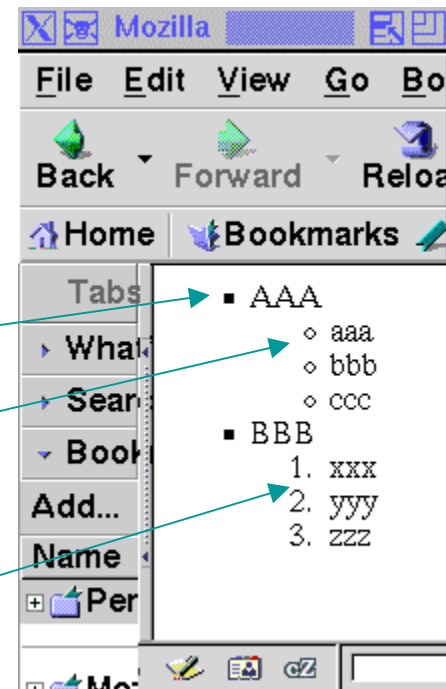 Mozilla
File Edit View Go Bo
Back Forward Reloa
Home Bookmarks
Tabs
What
Sear
Book
Add...
Name
Per
Moz
AAA
aaa
bbb
ccc
BBB
1. xxx
2. yyy
3. zzz